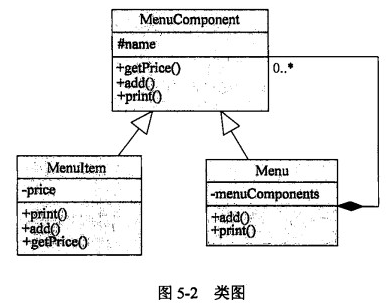 MenuComponent
#name
+getPrice()
+add()
+print()
0..*
MenuItem
-price
+print()
+add()
+getPrice()
Menu
-menuComponents
+add()
+print()
图 5-2 类图